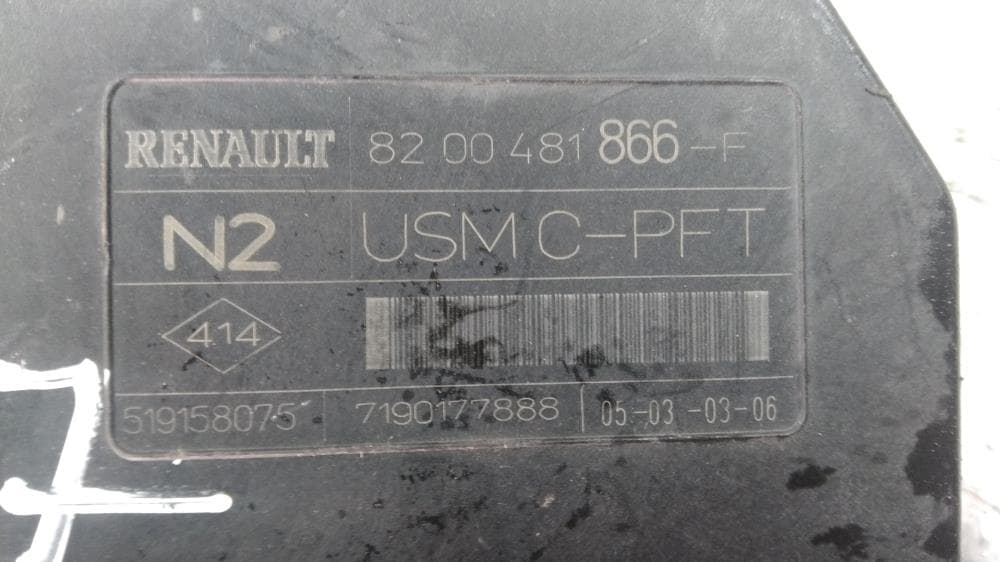 RENAULT 82 00 481 866 -F
N2 USM C-PFT
414
519158075 7190177888 05-03-03-06